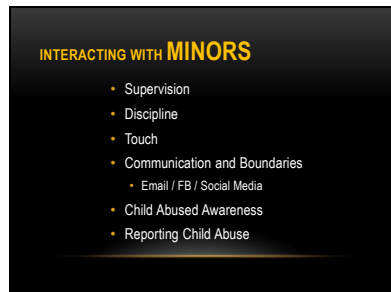 INTERACTING WITH MINORS
• Supervision
• Discipline
• Touch
• Communication and Boundaries
• Email / FB / Social Media
• Child Abused Awareness
• Reporting Child Abuse